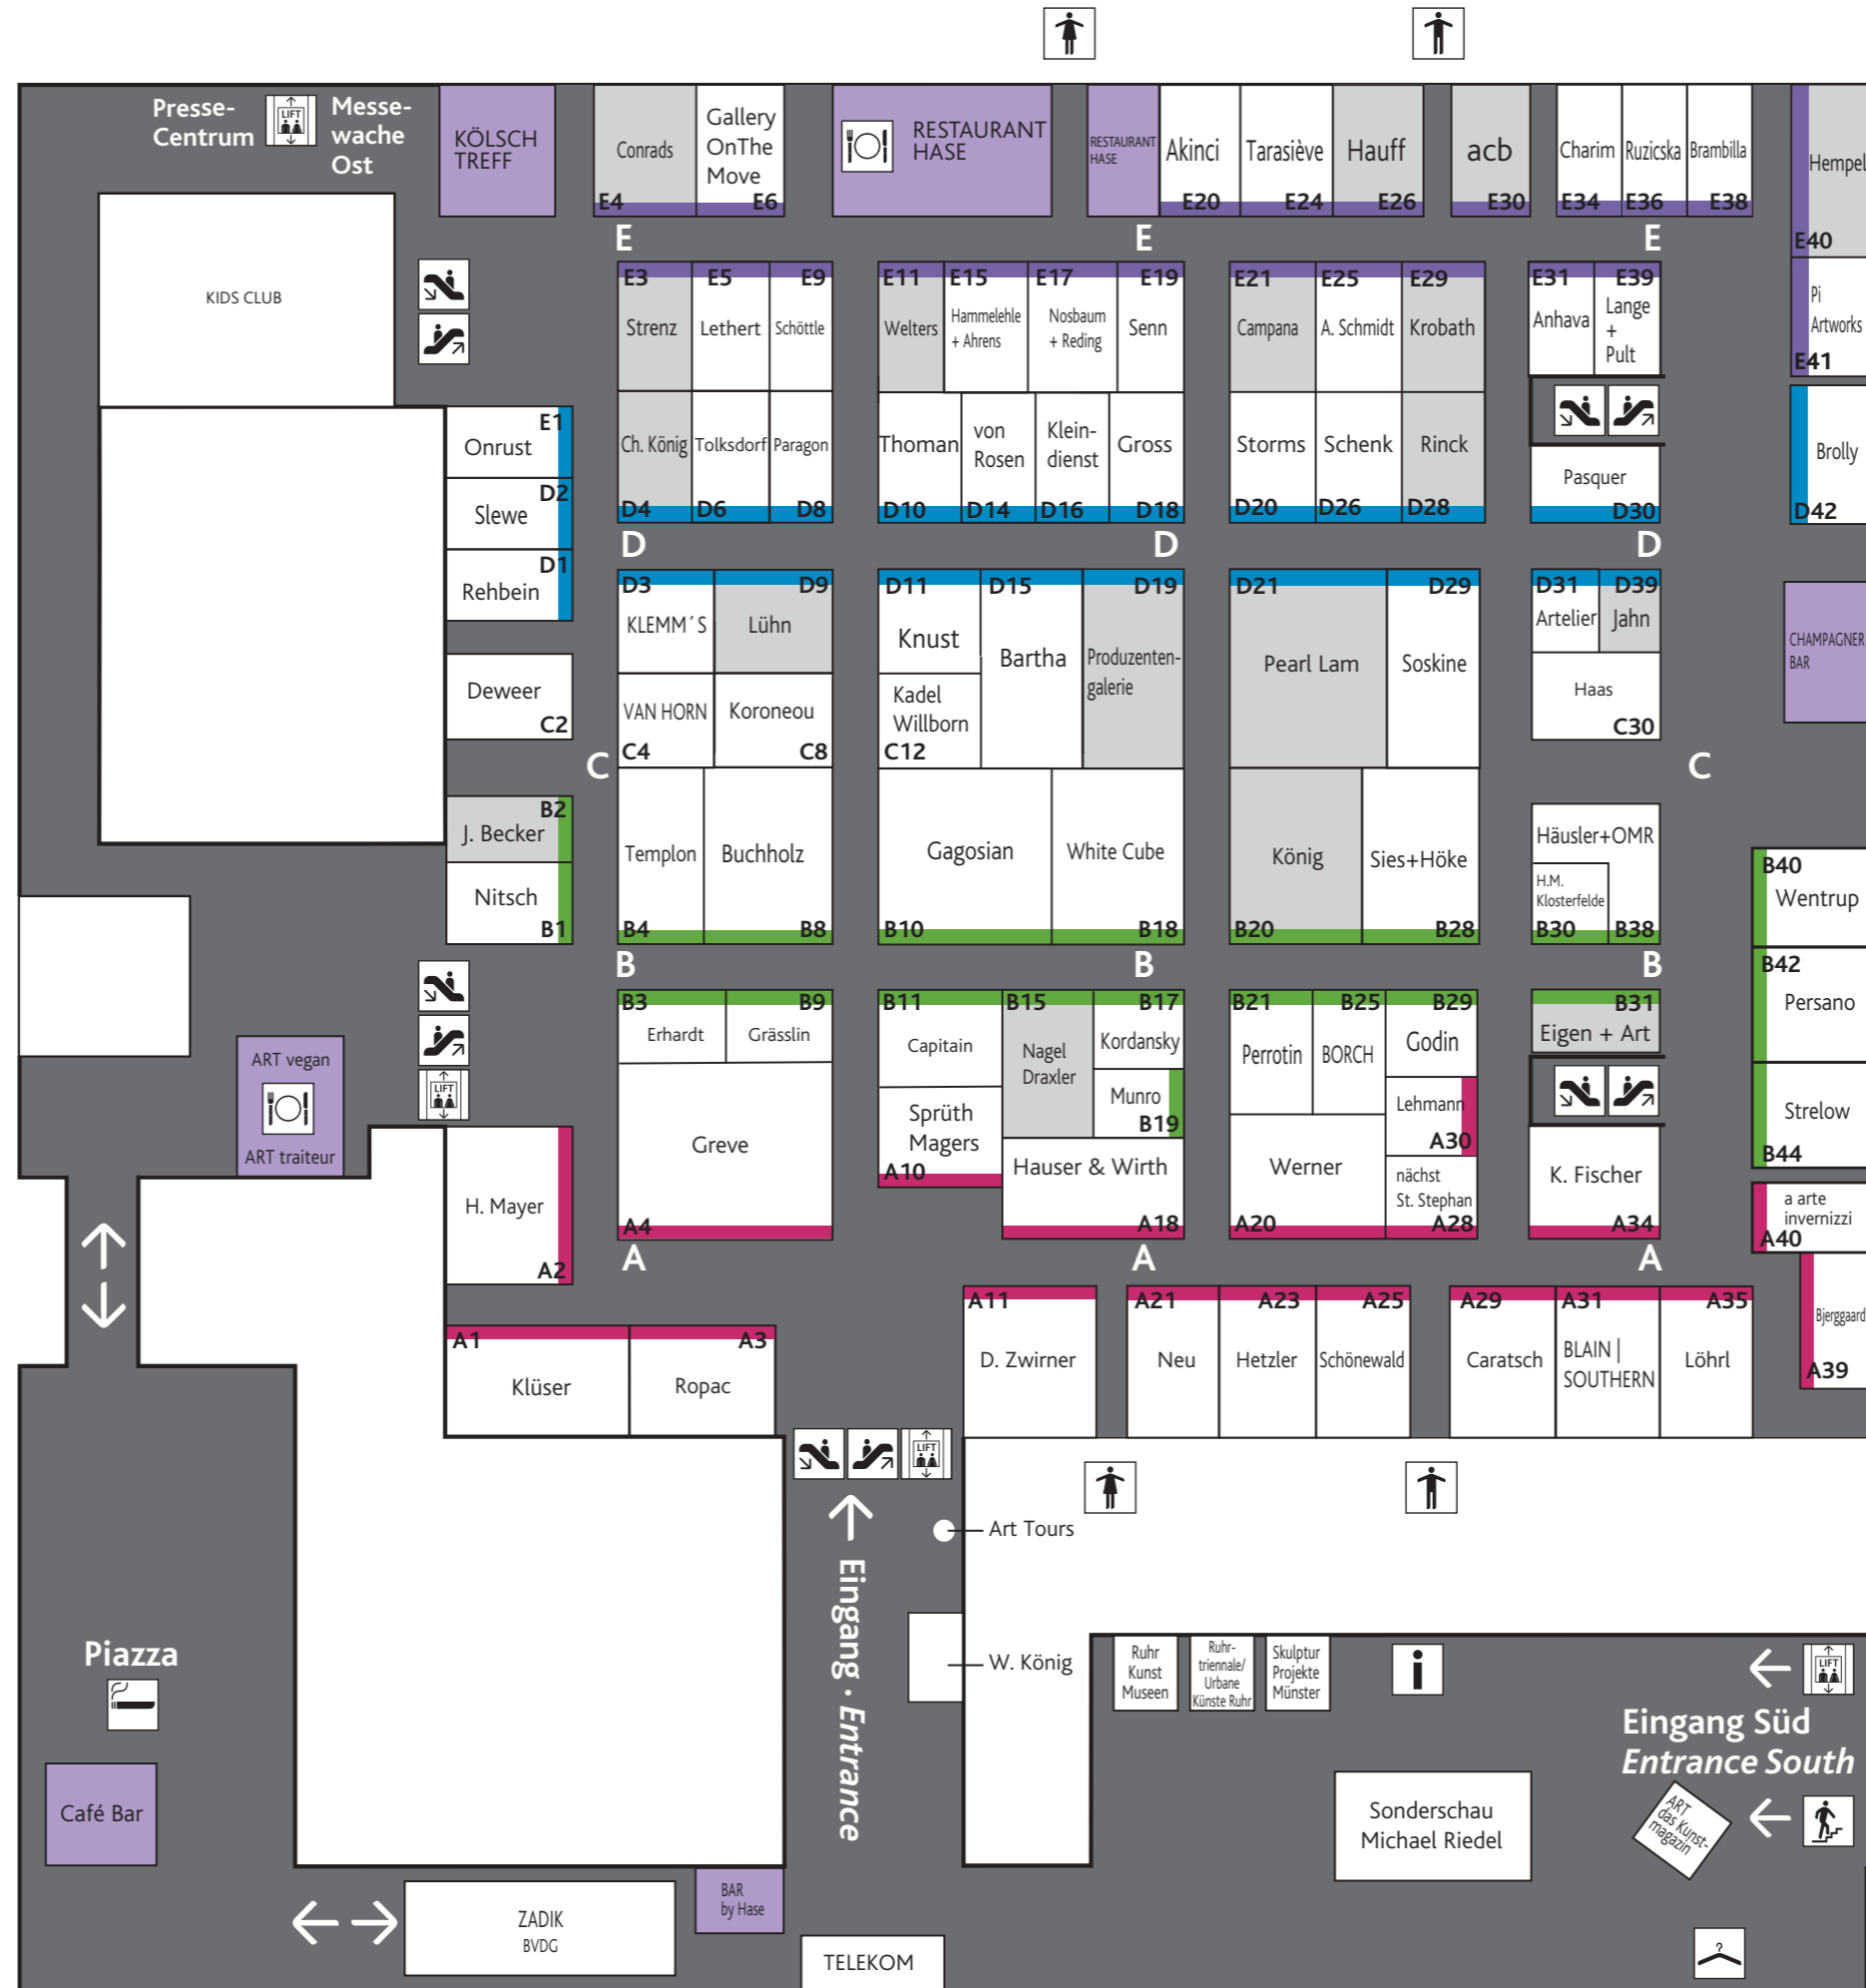 Presse-
Centrum
LIFT
Messe-
wache
Ost
KÖLSCH
TREFF
Conrads
E4
Gallery
OnThe
Move
E6
RESTAURANT
HASE
RESTAURANT
HASE
Akinci
E20
Tarasiève
E24
Hauff
E26
acb
E30
Charim
E34
Ruzicska
E36
Brambilla
E38
Hempel
E40
E
E
E
KIDS CLUB
E3
Strenz
E5
Lethert
E9
Schöttle
E11
Welters
E15
Hammelehle
+ Ahrens
E17
Nosbaum
+ Reding
E19
Senn
E21
Campana
E25
A. Schmidt
E29
Krobath
E31
Anhava
E39
Lange
+
Pult
Pi
Artworks
E41
E1
Onrust
D2
Slewe
D1
Rehbein
Ch. König
D4
Tolksdorf
D6
Paragon
D8
Thoman
D10
von
Rosen
D14
Klein-
dienst
D16
Gross
D18
Storms
D20
Schenk
D26
Rinck
D28
Pasquer
D30
Brolly
D42
D
D
D
D3
KLEMM´S
D9
Lühn
D11
Knust
D15
Bartha
D19
Produzenten-
galerie
D21
Pearl Lam
D29
Soskine
D31
Artelier
D39
Jahn
CHAMPAGNER
BAR
Deweer
C2
VAN HORN
C4
Koroneou
C8
Kadel
Willborn
C12
Haas
C30
C
C
B2
J. Becker
Nitsch
B1
Templon
B4
Buchholz
B8
Gagosian
B10
White Cube
B18
König
B20
Sies+Höke
B28
Häusler+OMR
H.M.
Klosterfelde
B30
B38
B40
Wentrup
B
B
B
B42
Persano
Strelow
B44
B3
Erhardt
B9
Grässlin
B11
Capitain
B15
Nagel
Draxler
B17
Kordansky
Munro
B19
B21
Perrotin
B25
BORCH
B29
Godin
Lehmann
A30
B31
Eigen + Art
ART vegan
ART traiteur
LIFT
H. Mayer
A2
Greve
A4
Sprüth
Magers
A10
Hauser & Wirth
A18
Werner
A20
nächst
St. Stephan
A28
K. Fischer
A34
a arte
invernizzi
A40
A
A
A
Bjerggaard
A39
A1
Klüser
A3
Ropac
A11
D. Zwirner
A21
Neu
A23
Hetzler
A25
Schönewald
A29
Caratsch
A31
BLAIN |
SOUTHERN
A35
Löhrl
LIFT
Art Tours
Eingang · Entrance
W. König
Piazza
Café Bar
Ruhr
Kunst
Museen
Ruhr-
triennale/
Urbane
Künste Ruhr
Skulptur
Projekte
Münster
i
LIFT
Eingang Süd
Entrance South
Sonderschau
Michael Riedel
ART
das Kunst-
magazin
ZADIK
BVDG
BAR
by Hase
TELEKOM
?